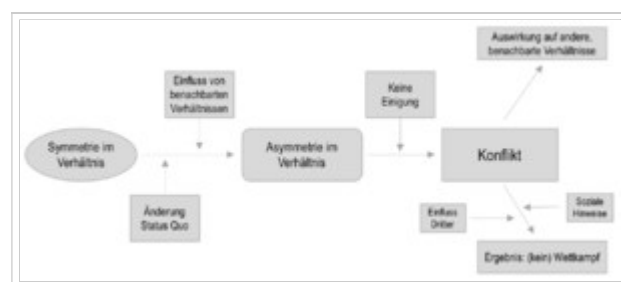 Auswirkung auf andere,
benachbarte Verhältnisse
Einfluss von
benachbarten
Verhältnissen
Keine
Einigung
Symmetrie im
Verhältnis
Asymmetrie im
Verhältnis
Konflikt
Änderung
Status Quo
Einfluss
Dritter
Soziale
Hinweise
Ergebnis: (kein) Wettkampf